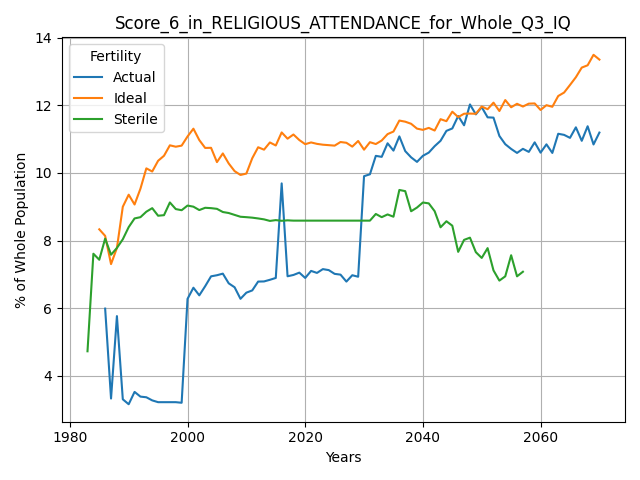 Score_6_in_RELIGIOUS_ATTENDANCE_for_Whole_Q3_IQ
14
12
10
8
6
4
% of Whole Population
Fertility
Actual
Ideal
Sterile
1980 2000 2020 2040 2060
Years